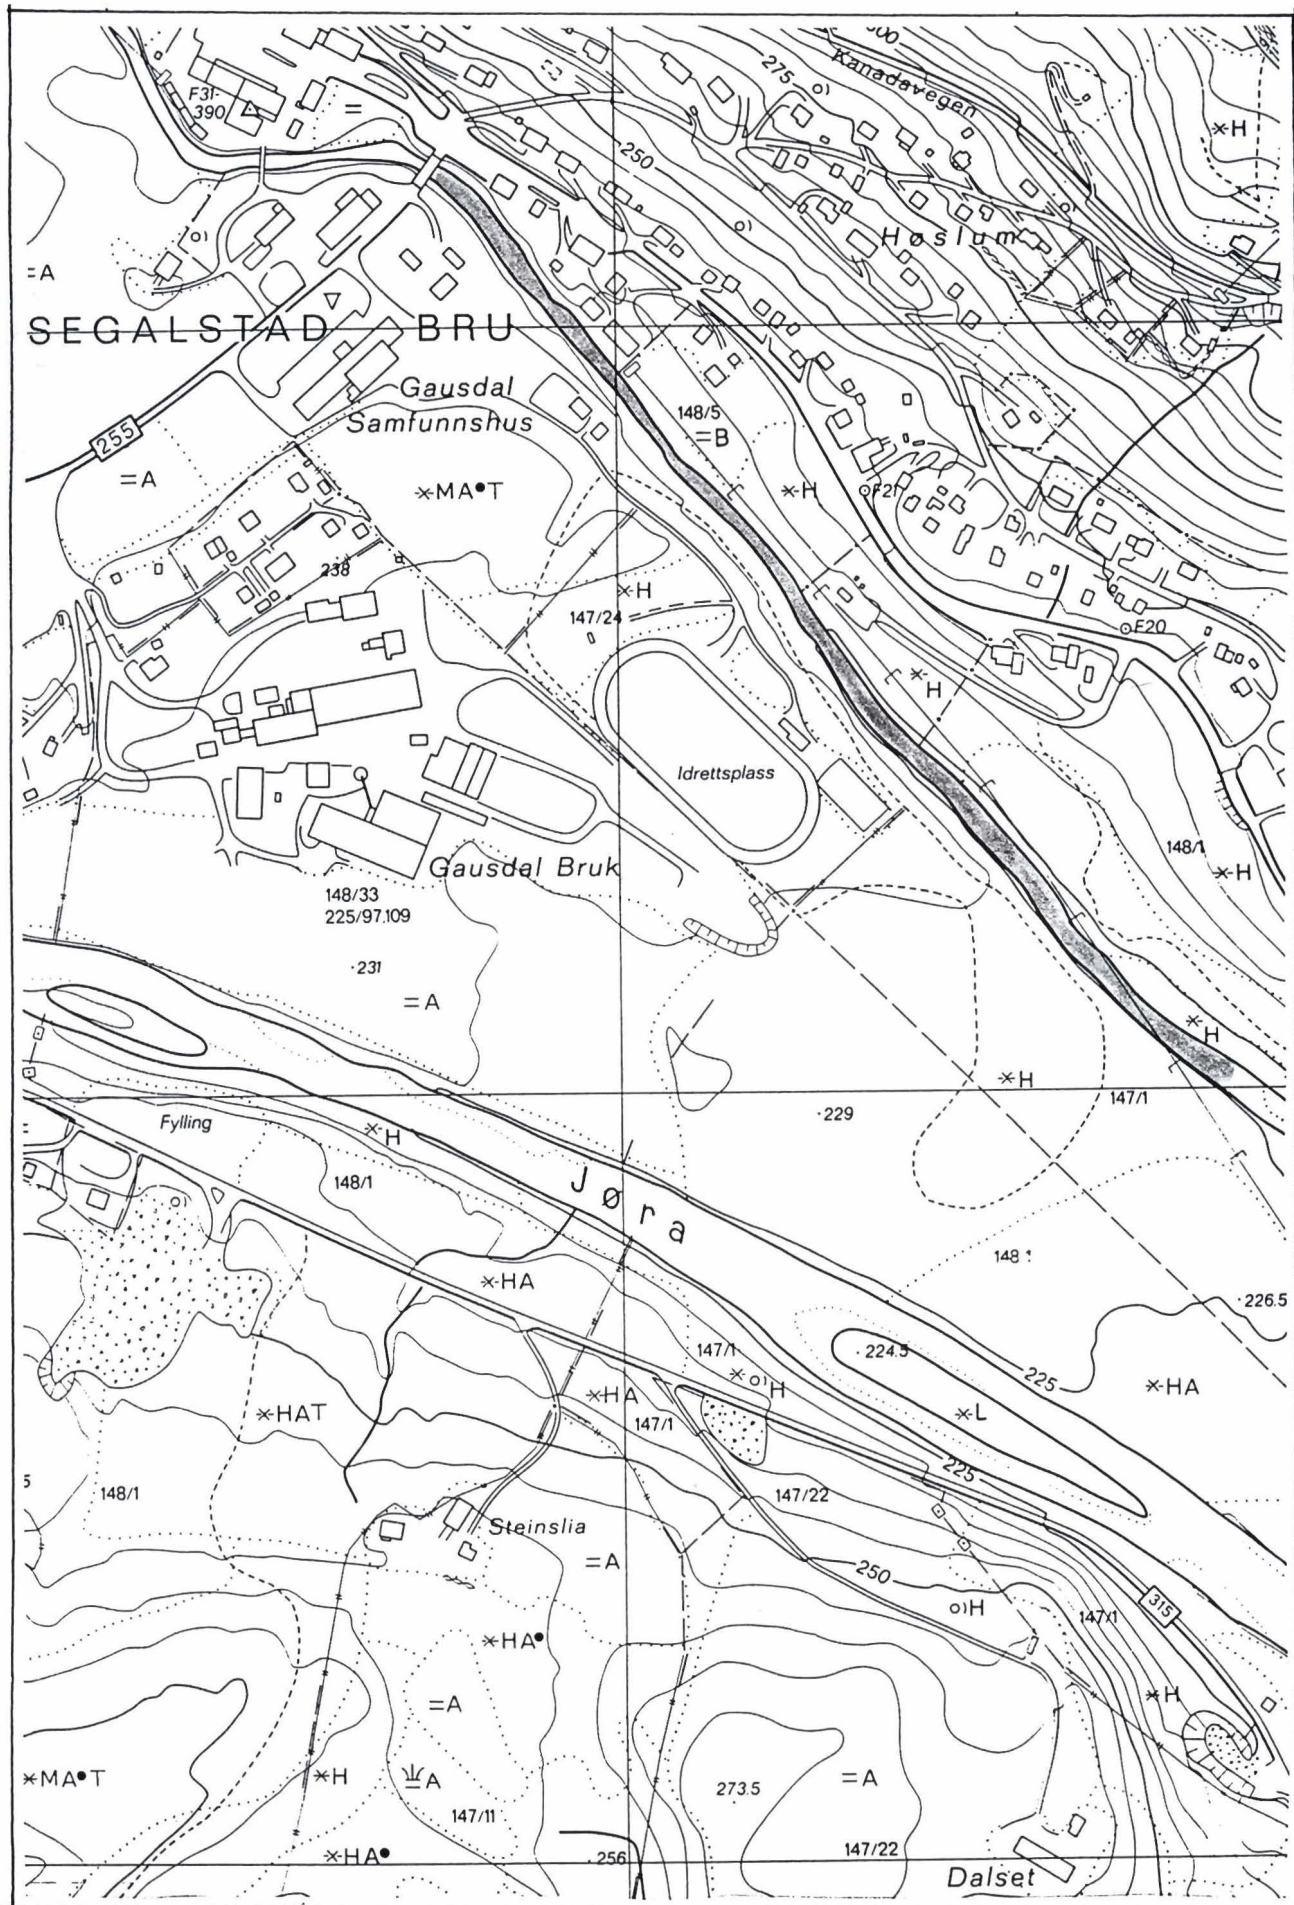 300
Kanadavegen
275
F31-
390
=
H
250
Høslum
=A
SEGALSTAD BRU
Gausdal
Samfunnshus
148/5
=B
255
=A
MA•T
H
F21
238
H
147/24
F20
H
Idrettsplass
148/1
H
Gausdal Bruk
148/33
225/97.109
·231
=A
H
H
147/1
·229
Fylling
H
148/1
Jøra
148
HA
·226.5
147/1
·224.5
H
225
HA
HA
HAT
L
147/1
225
148/1
147/22
Steinslia
=A
250
H
315
147/1
HA•
=A
H
MA•T
H
A
273.5
=A
147/11
HA•
·256
147/22
Dalset